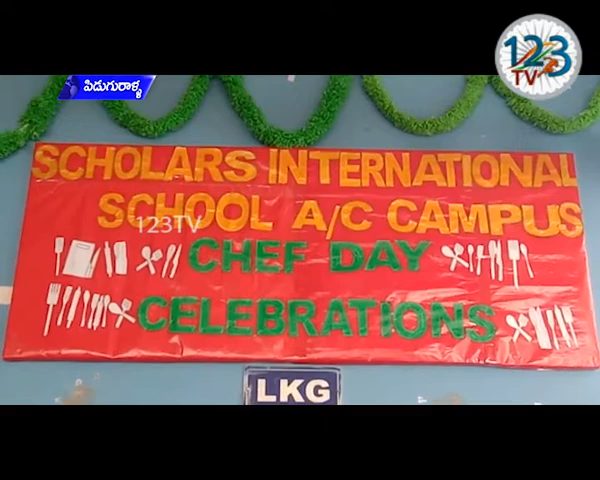 123
TV
పిడుగురాళ్ళ
SCHOLARS INTERNATIONAL
SCHOOL A/C CAMPUS
123TV
CHEF DAY
CELEBRATIONS
LKG